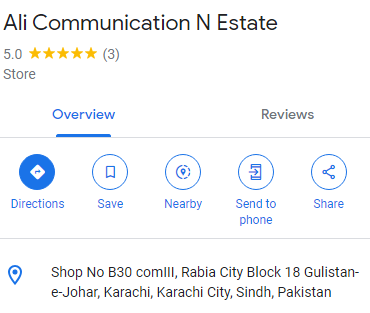 Ali Communication N Estate
5.0 (3)
Store
Overview Reviews
Directions Save Nearby Send to phone Share
Shop No B30 comIII, Rabia City Block 18 Gulistan-
e-Johar, Karachi, Karachi City, Sindh, Pakistan